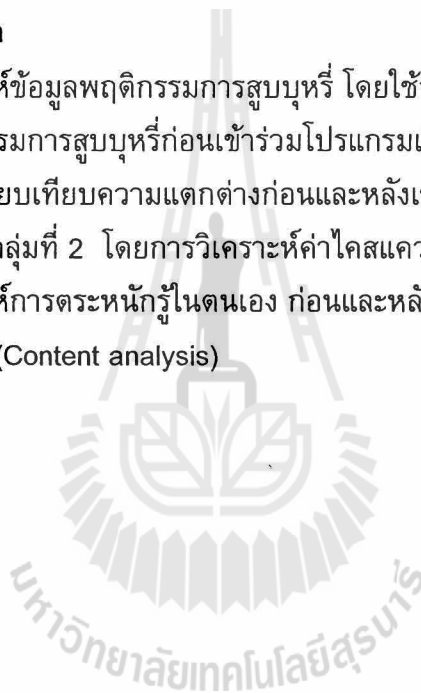 ห์ข้อมูลพฤติกรรมการสูบบุหรี่ โดยใช้
รมการสูบบุหรี่ก่อนเข้าร่วมโปรแกรม
ยบเทียบความแตกต่างก่อนและหลัง
ลุ่มที่ 2 โดยการวิเคราะห์ค่าไคสแคว
ห์การตระหนักรู้ในตนเอง ก่อนและหลั
(Content analysis)
มหาวิทยาลัยเทคโนโลยีสุรนารี